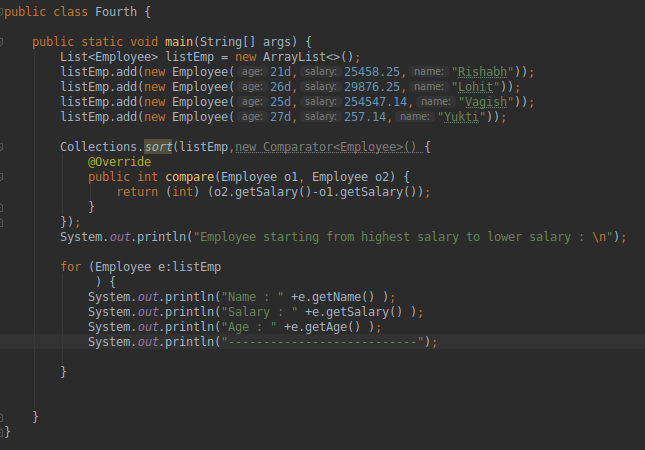 public class Fourth {
public static void main(String[] args) {
List<Employee> listEmp = new ArrayList<>();
listEmp.add(new Employee( age: 21d, salary: 25458.25, name: "Rishabh"));
listEmp.add(new Employee( age: 26d, salary: 29876.25, name: "Lohit"));
listEmp.add(new Employee( age: 25d, salary: 254547.14, name: "Vagish"));
listEmp.add(new Employee( age: 27d, salary: 257.14, name: "Yukti"));
Collections.sort(listEmp,new Comparator<Employee>() {
@Override
public int compare(Employee o1, Employee o2) {
return (int) (o2.getSalary()-o1.getSalary());
}
});
System.out.println("Employee starting from highest salary to lower salary : \n");
for (Employee e:listEmp
) {
System.out.println("Name : " +e.getName() );
System.out.println("Salary : " +e.getSalary() );
System.out.println("Age : " +e.getAge() );
System.out.println("---------------------------");
}
}
}